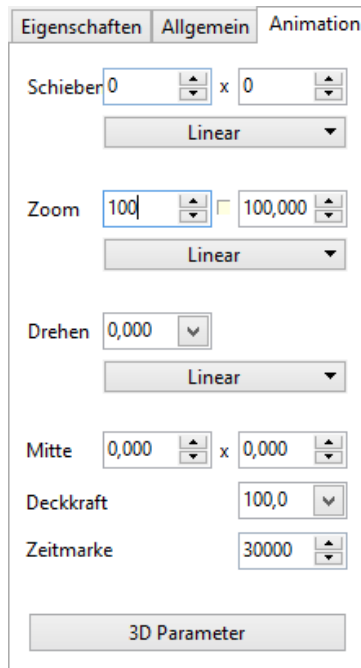 Eigenschaften Allgemein Animation
Schieben 0 x 0
Linear
Zoom 100 100,000
Linear
Drehen 0,000
Linear
Mitte 0,000 x 0,000
Deckkraft 100,0
Zeitmarke 30000
3D Parameter